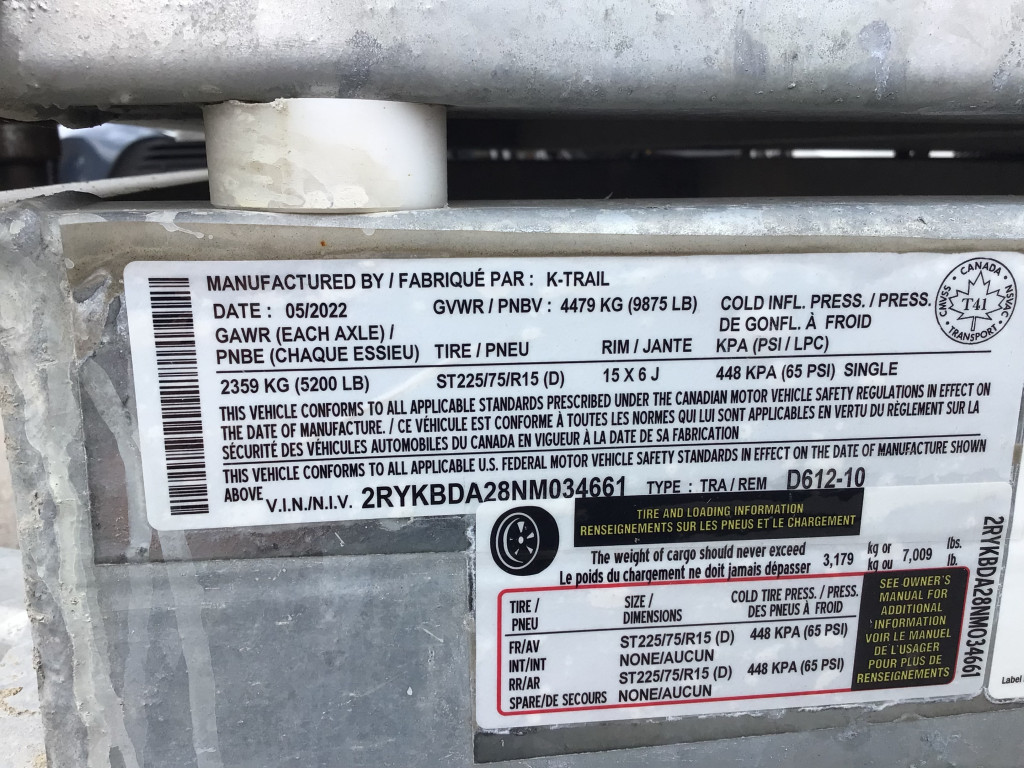 MANUFACTURED BY / FABRIQUÉ PAR : K-TRAIL
DATE : 05/2022 GVWR / PNBV : 4479 KG (9875 LB) COLD INFL. PRESS. / PRESS.
DE GONFL. À FROID
GAWR (EACH AXLE) /
PNBE (CHAQUE ESSIEU) TIRE / PNEU RIM / JANTE KPA (PSI / LPC)
2359 KG (5200 LB) ST225/75/R15 (D) 15 X 6 J 448 KPA (65 PSI) SINGLE
THIS VEHICLE CONFORMS TO ALL APPLICABLE STANDARDS PRESCRIBED UNDER THE CANADIAN MOTOR VEHICLE SAFETY REGULATIONS IN EFFECT ON
THE DATE OF MANUFACTURE. / CE VÉHICULE EST CONFORME À TOUTES LES NORMES QUI LUI SONT APPLICABLES EN VERTU DU RÈGLEMENT SUR LA
SÉCURITÉ DES VÉHICULES AUTOMOBILES DU CANADA EN VIGUEUR À LA DATE DE SA FABRICATION
THIS VEHICLE CONFORMS TO ALL APPLICABLE U.S. FEDERAL MOTOR VEHICLE SAFETY STANDARDS IN EFFECT ON THE DATE OF MANUFACTURE SHOWN
ABOVE V.I.N./N.I.V. 2RYKBDA28NM034661 TYPE : TRA / REM D612-10
CANADA
CMVSS
NSVAC
T41
TRANSPORT
TIRE AND LOADING INFORMATION
RENSEIGNEMENTS SUR LES PNEUS ET LE CHARGEMENT
The weight of cargo should never exceed 3,179 kg or 7,009 lbs.
Le poids du chargement ne doit jamais dépasser kg ou lb.
TIRE / SIZE / COLD TIRE PRESS. / PRESS.
PNEU DIMENSIONS DES PNEUS À FROID
FR/AV ST225/75/R15 (D) 448 KPA (65 PSI)
INT/INT NONE/AUCUN
RR/AR ST225/75/R15 (D) 448 KPA (65 PSI)
SPARE/DE SECOURS NONE/AUCUN
SEE OWNER'S
MANUAL FOR
ADDITIONAL
INFORMATION
VOIR LE MANUEL
DE L'USAGER
POUR PLUS DE
RENSEIGNEMENTS
2RYKBDA28NM034661
Label